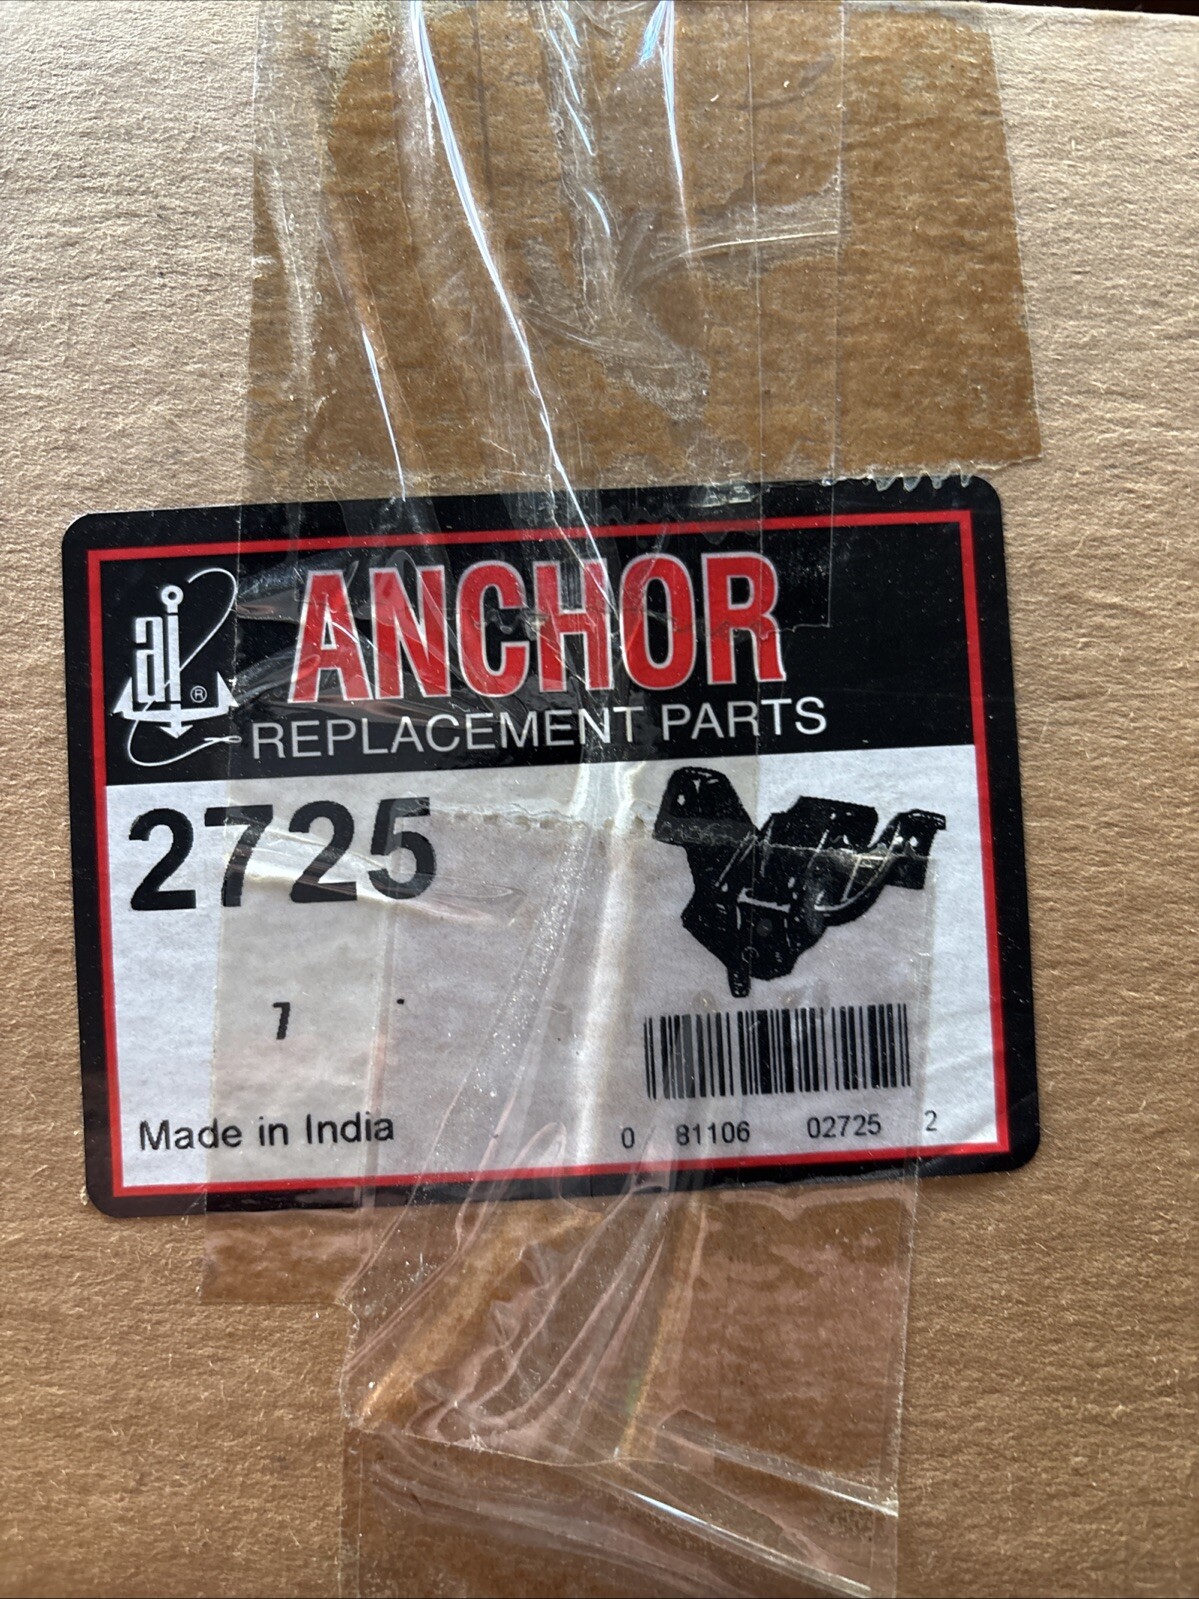 ai ®
ANCHOR
REPLACEMENT PARTS
2725
7
Made in India
0 81106 02725 2